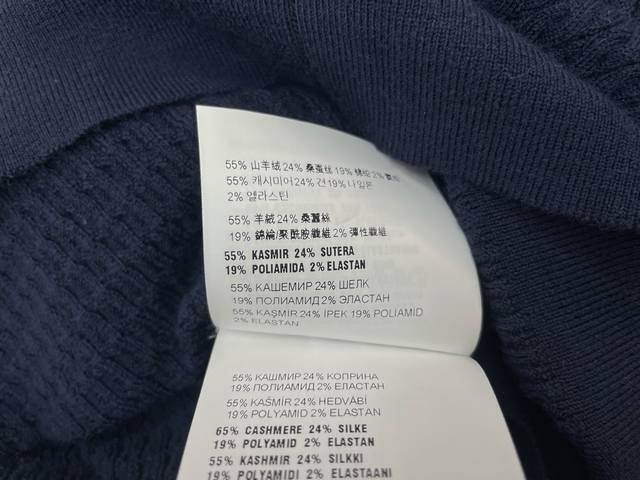 55% 山羊绒 24% 桑蚕丝 19% 锦纶 2%
55% 캐시미어 24% 견 19% 나일론
2% 엘라스틴
55% 羊絨 24% 桑蠶絲
19% 錦綸/聚酰胺纖維 2% 彈性纖維
55% KASMIR 24% SUTERA
19% POLIAMIDA 2% ELASTAN
55% КАШЕМИР 24% ШЕЛК
19% ПОЛИАМИД 2% ЭЛАСТАН
55% KAŞMIR 24% İPEK 19% POLİAMID
2% ELASTAN
55% КАШМИР 24% КОПРИНА
19% ПОЛИАМИД 2% ЕЛАСТАН
55% KAŠMÍR 24% HEDVÁBÍ
19% POLYAMID 2% ELASTAN
65% CASHMERE 24% SILKE
19% POLYAMID 2% ELASTAN
55% KASHMIR 24% SILKKI
19% POLYAMIDI 2% ELASTAANI